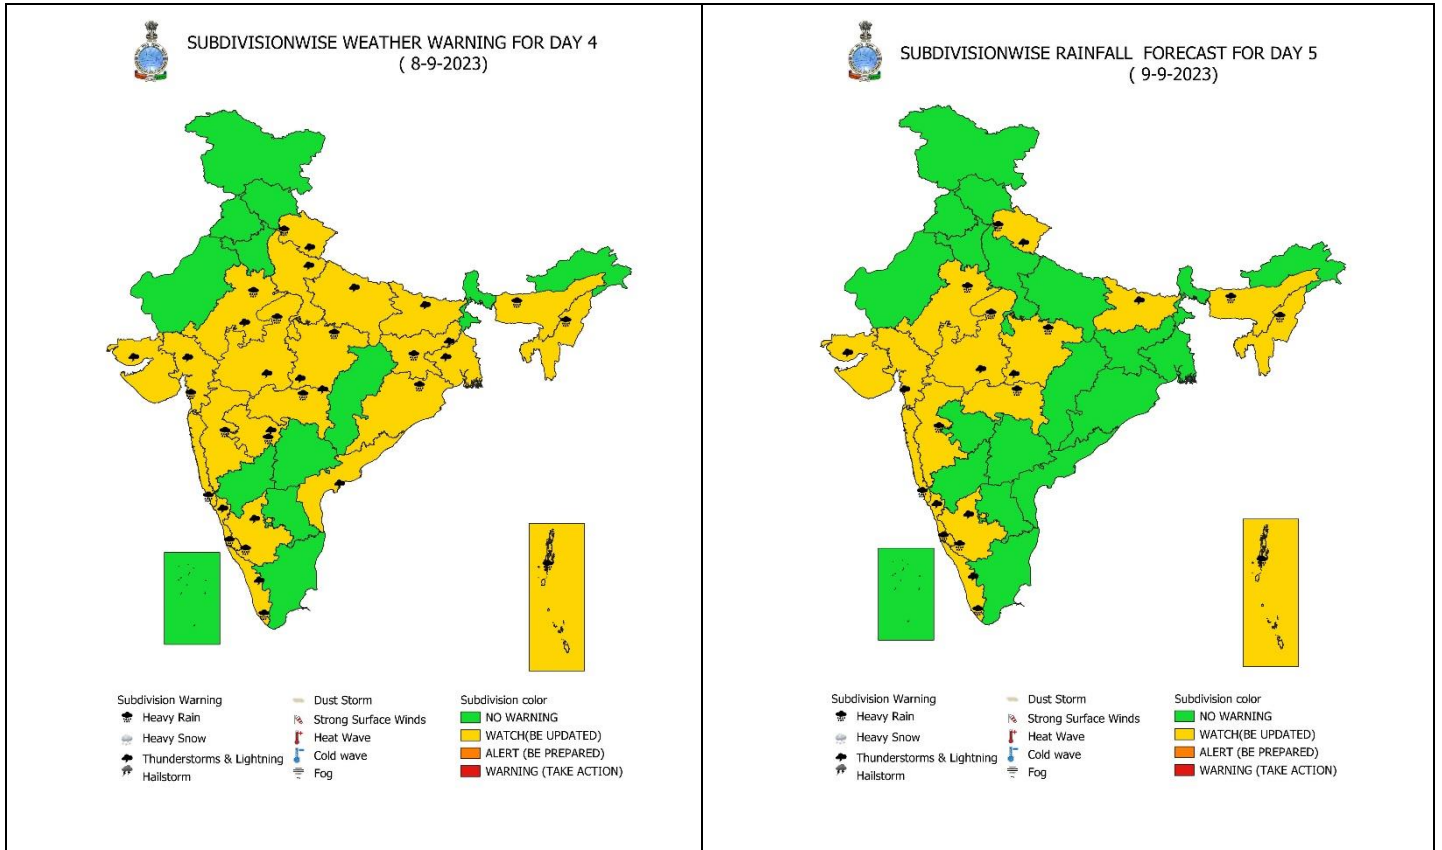 SUBDIVISIONWISE WEATHER WARNING FOR DAY 4
( 8-9-2023)
Subdivision Warning
Heavy Rain
Heavy Snow
Thunderstorms & Lightning
Hailstorm
Dust Storm
Strong Surface Winds
Heat Wave
Cold wave
Fog
Subdivision color
NO WARNING
WATCH(BE UPDATED)
ALERT (BE PREPARED)
WARNING (TAKE ACTION)
SUBDIVISIONWISE RAINFALL FORECAST FOR DAY 5
( 9-9-2023)
Subdivision Warning
Heavy Rain
Heavy Snow
Thunderstorms & Lightning
Hailstorm
Dust Storm
Strong Surface Winds
Heat Wave
Cold wave
Fog
Subdivision color
NO WARNING
WATCH(BE UPDATED)
ALERT (BE PREPARED)
WARNING (TAKE ACTION)